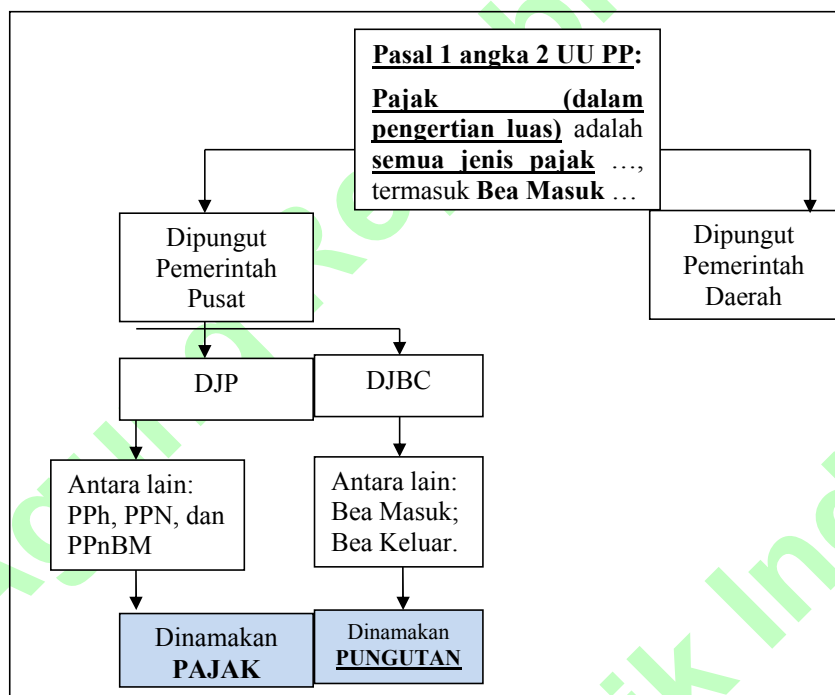 Pasal 1 angka 2 UU PP:
Pajak (dalam
pengertian luas) adalah
semua jenis pajak …,
termasuk Bea Masuk …
Dipungut
Pemerintah
Pusat
Dipungut
Pemerintah
Daerah
DJP
DJBC
Antara lain:
PPh, PPN, dan
PPnBM
Antara lain:
Bea Masuk;
Bea Keluar.
Dinamakan
PAJAK
Dinamakan
PUNGUTAN